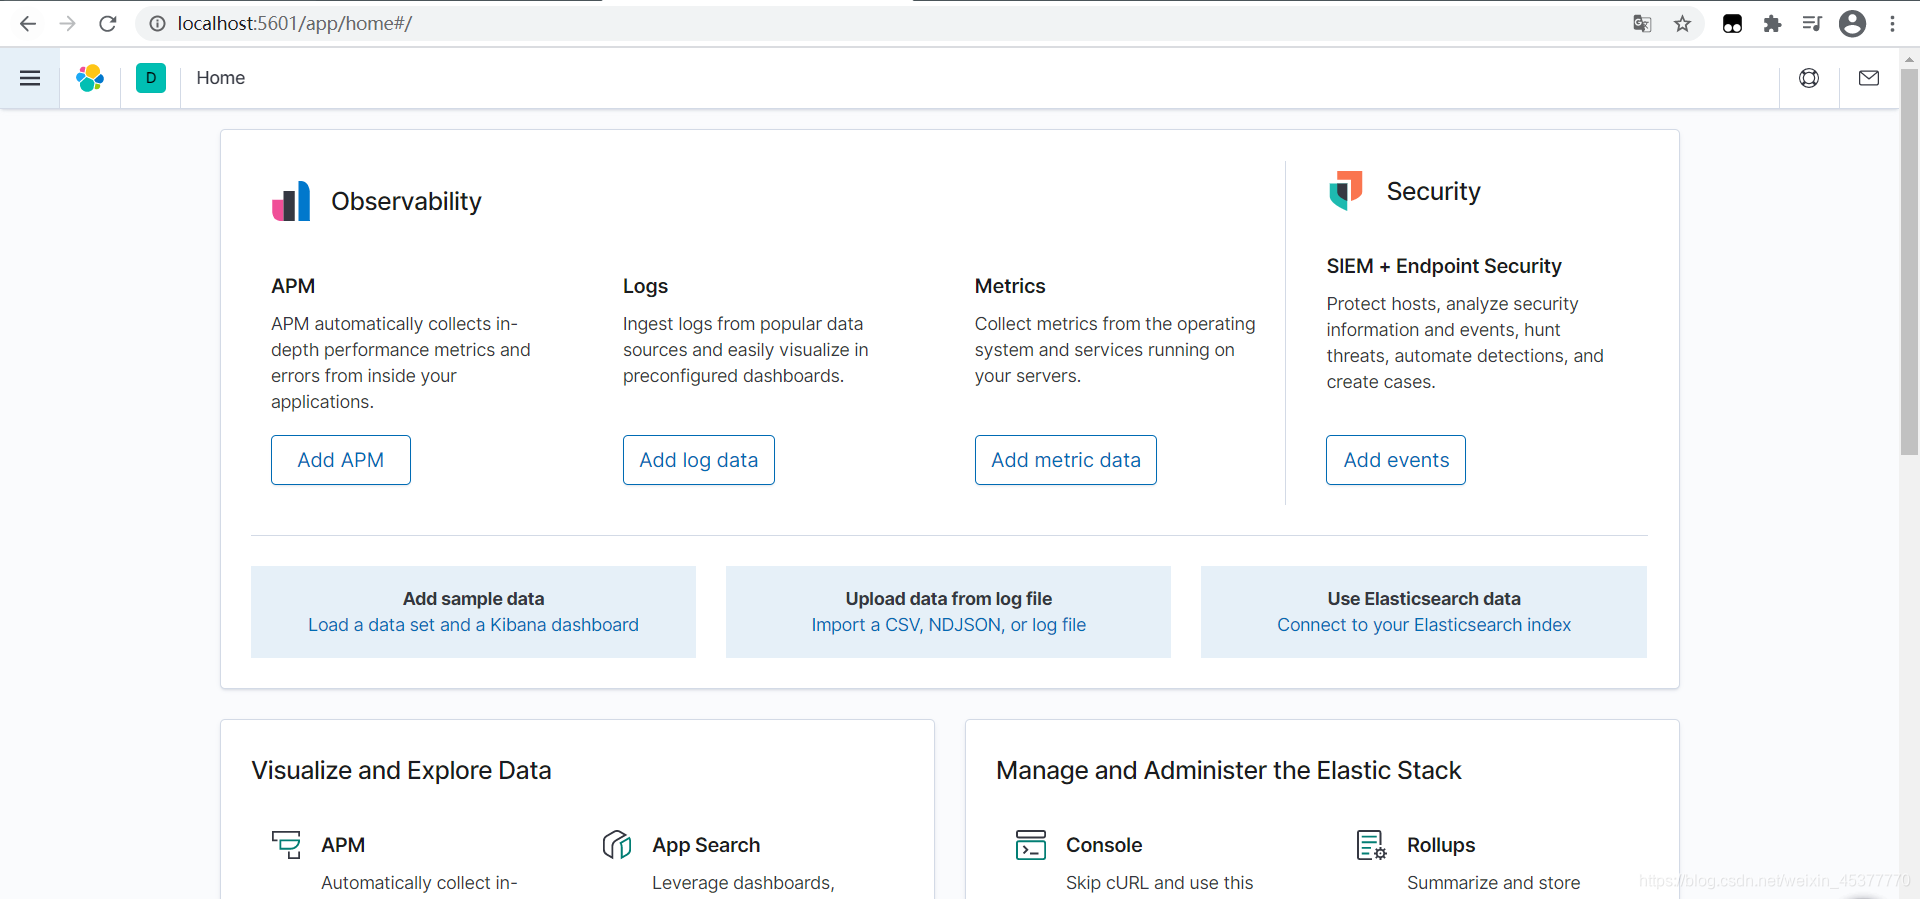 localhost:5601/app/home#/
D
Home
Observability
Security
APM
APM automatically collects in-
depth performance metrics and
errors from inside your
applications.
Add APM
Logs
Ingest logs from popular data
sources and easily visualize in
preconfigured dashboards.
Add log data
Metrics
Collect metrics from the operating
system and services running on
your servers.
Add metric data
SIEM + Endpoint Security
Protect hosts, analyze security
information and events, hunt
threats, automate detections, and
create cases.
Add events
Add sample data
Load a data set and a Kibana dashboard
Upload data from log file
Import a CSV, NDJSON, or log file
Use Elasticsearch data
Connect to your Elasticsearch index
Visualize and Explore Data
APM
Automatically collect in-
App Search
Leverage dashboards,
Manage and Administer the Elastic Stack
Console
Skip cURL and use this
Rollups
Summarize and store
https://blog.csdn.net/weixin_45377770